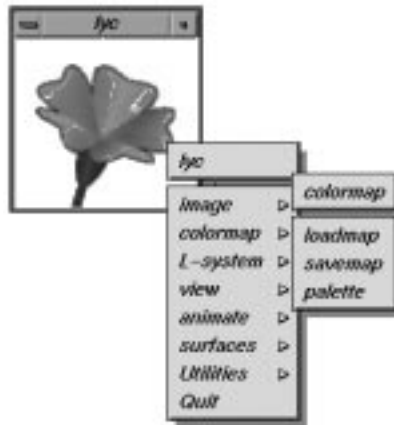 lyc
lyc
image
colormap
L-system
view
animate
surfaces
Utilities
Quit
colormap
loadmap
savemap
palette